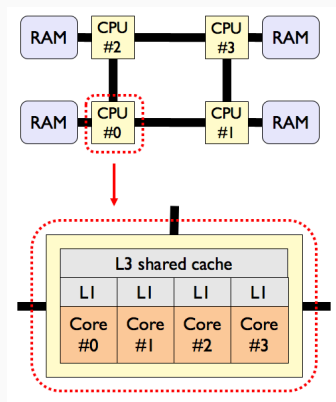 RAM
CPU
#2
CPU
#3
RAM
RAM
CPU
#0
CPU
#1
RAM
L3 shared cache
L1 L1 L1 L1
Core Core Core Core
#0 #1 #2 #3